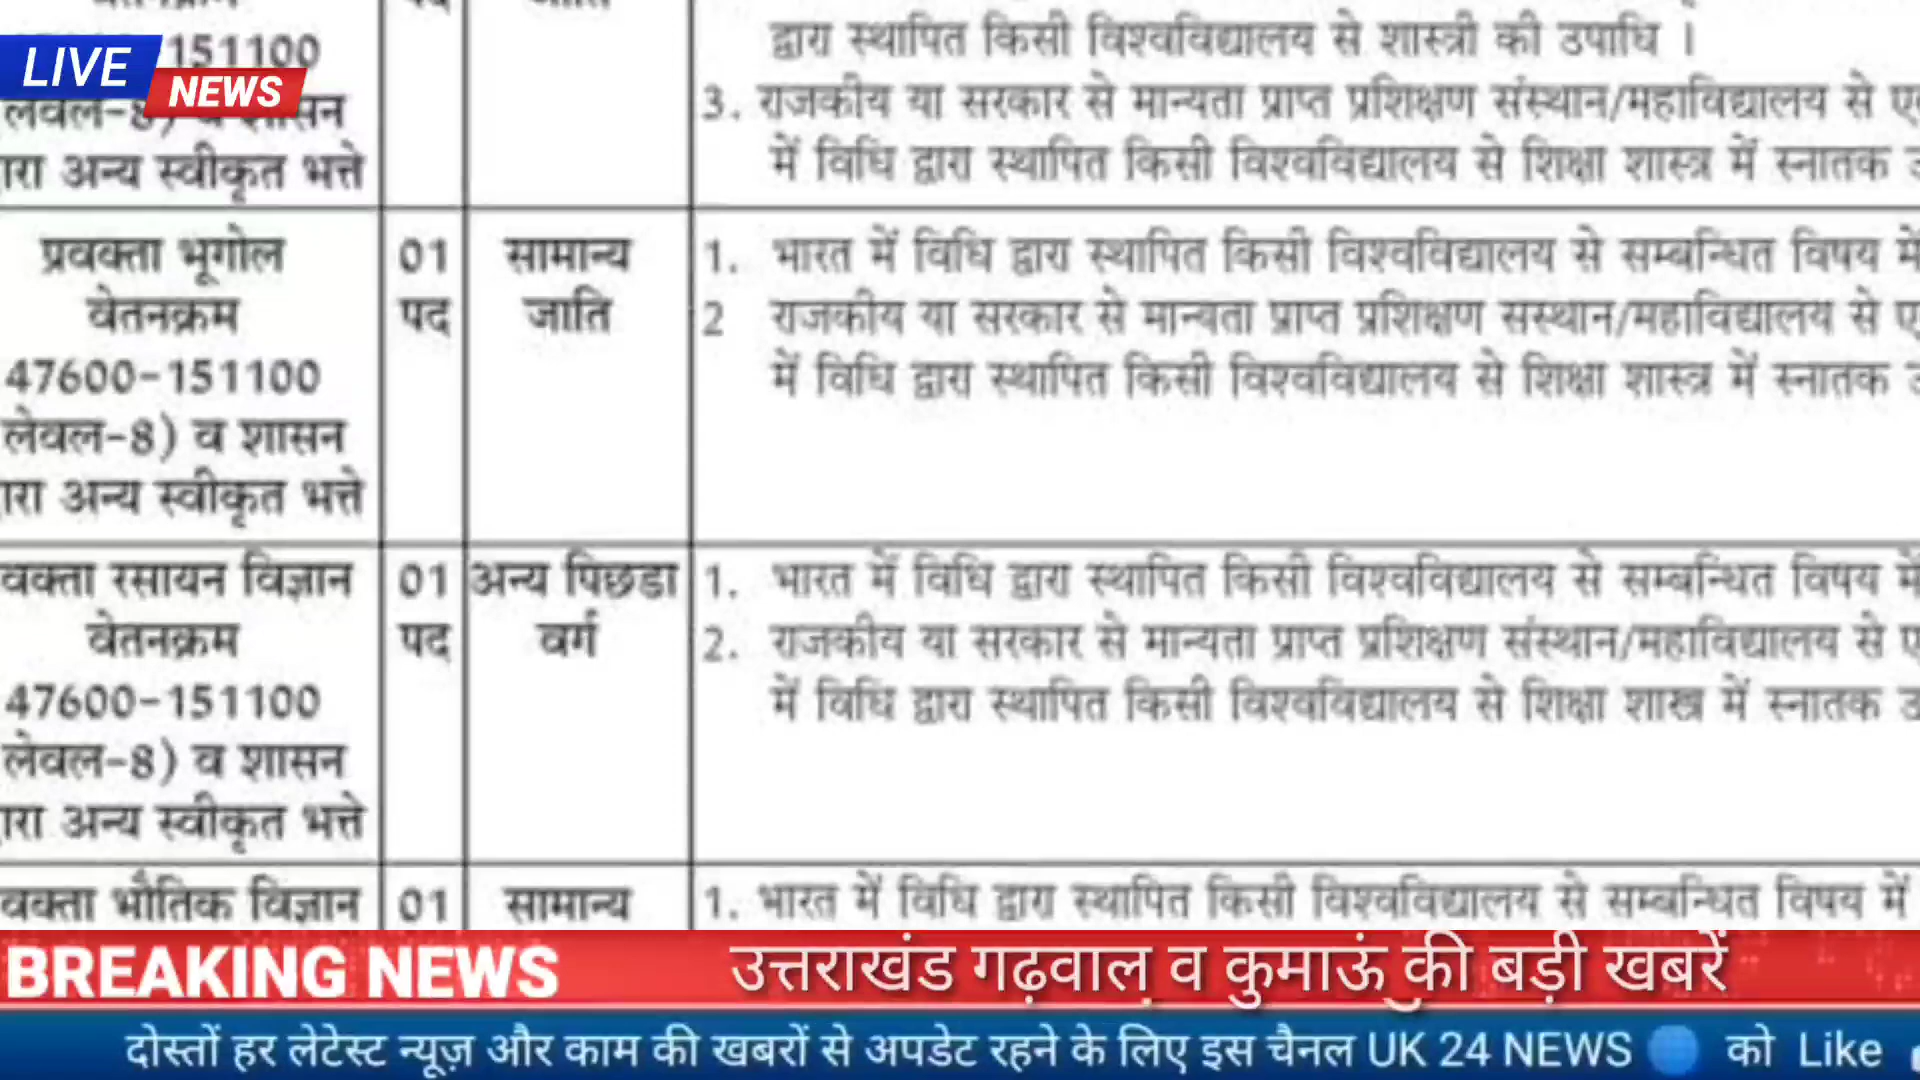 द्वारा स्थापित किसी विश्वविद्यालय से शास्त्री की उपाधि ।
LIVE
NEWS
151100
3. राजकीय या सरकार से मान्यता प्राप्त प्रशिक्षण संस्थान/महाविद्यालय से
में विधि द्वारा स्थापित किसी विश्वविद्यालय से शिक्षा शास्त्र में स्नातक
लेवल-8) व शासन
ारा अन्य स्वीकृत भत्ते
प्रवक्ता भूगोल
वेतनक्रम
47600-151100
लेवल-8) व शासन
ारा अन्य स्वीकृत भत्ते
01
पद
सामान्य
जाति
1. भारत में विधि द्वारा स्थापित किसी विश्वविद्यालय से सम्बन्धित विषय में
2 राजकीय या सरकार से मान्यता प्राप्त प्रशिक्षण सस्थान/महाविद्यालय से
में विधि द्वारा स्थापित किसी विश्वविद्यालय से शिक्षा शास्त्र में स्नातक
वक्ता रसायन विज्ञान
वेतनक्रम
47600-151100
लेवल-8) व शासन
ारा अन्य स्वीकृत भत्ते
01
पद
अन्य पिछडा
वर्ग
1. भारत में विधि द्वारा स्थापित किसी विश्वविद्यालय से सम्बन्धित विषय में
2. राजकीय या सरकार से मान्यता प्राप्त प्रशिक्षण संस्थान/महाविद्यालय से
में विधि द्वारा स्थापित किसी विश्वविद्यालय से शिक्षा शास्त्र में स्नातक
वक्ता भौतिक विज्ञान
01
सामान्य
1. भारत में विधि द्वारा स्थापित किसी विश्वविद्यालय से सम्बन्धित विषय में
BREAKING NEWS
उत्तराखंड गढ़वाल व कुमाऊं की बड़ी खबरें
दोस्तों हर लेटेस्ट न्यूज़ और काम की खबरों से अपडेट रहने के लिए इस चैनल UK 24 NEWS 🔵 को Like